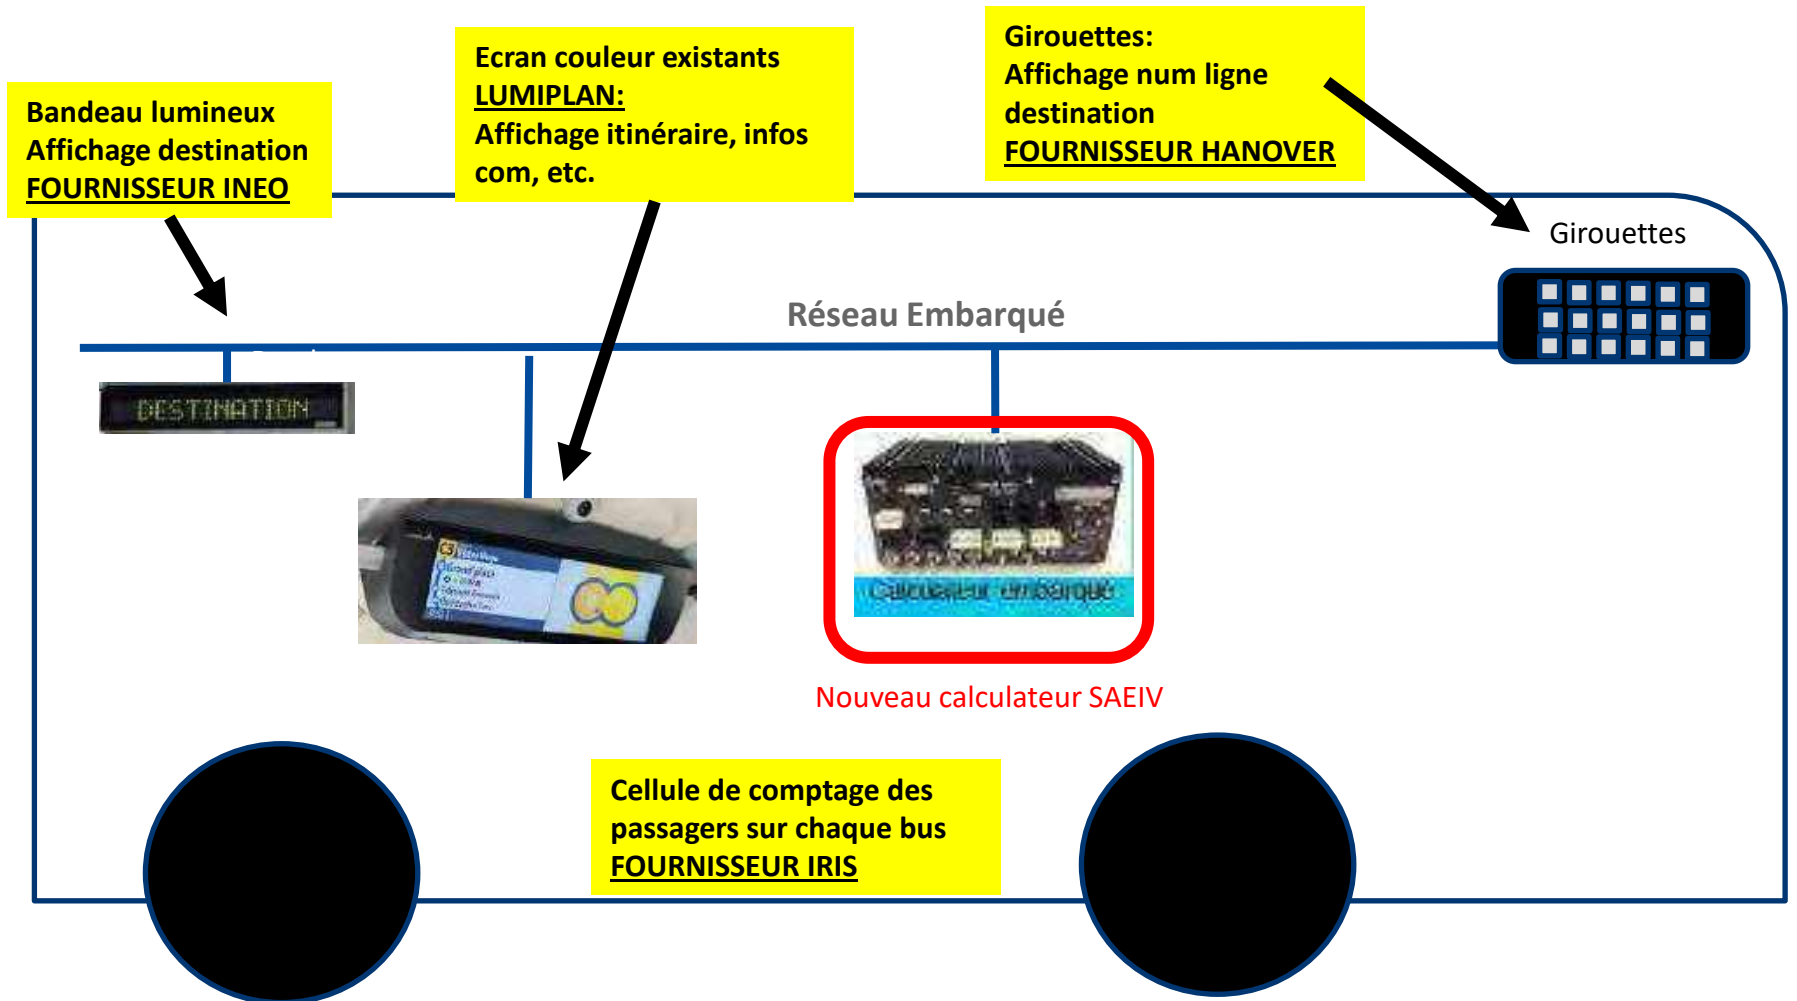 Bandeau lumineux
Affichage destination
FOURNISSEUR INEO
Ecran couleur existants
LUMIPLAN:
Affichage itinéraire, infos
com, etc.
Girouettes:
Affichage num ligne
destination
FOURNISSEUR HANOVER
Girouettes
Réseau Embarqué
DESTINATION
Grand place
Calculateur embarqué
Nouveau calculateur SAEIV
Cellule de comptage des
passagers sur chaque bus
FOURNISSEUR IRIS